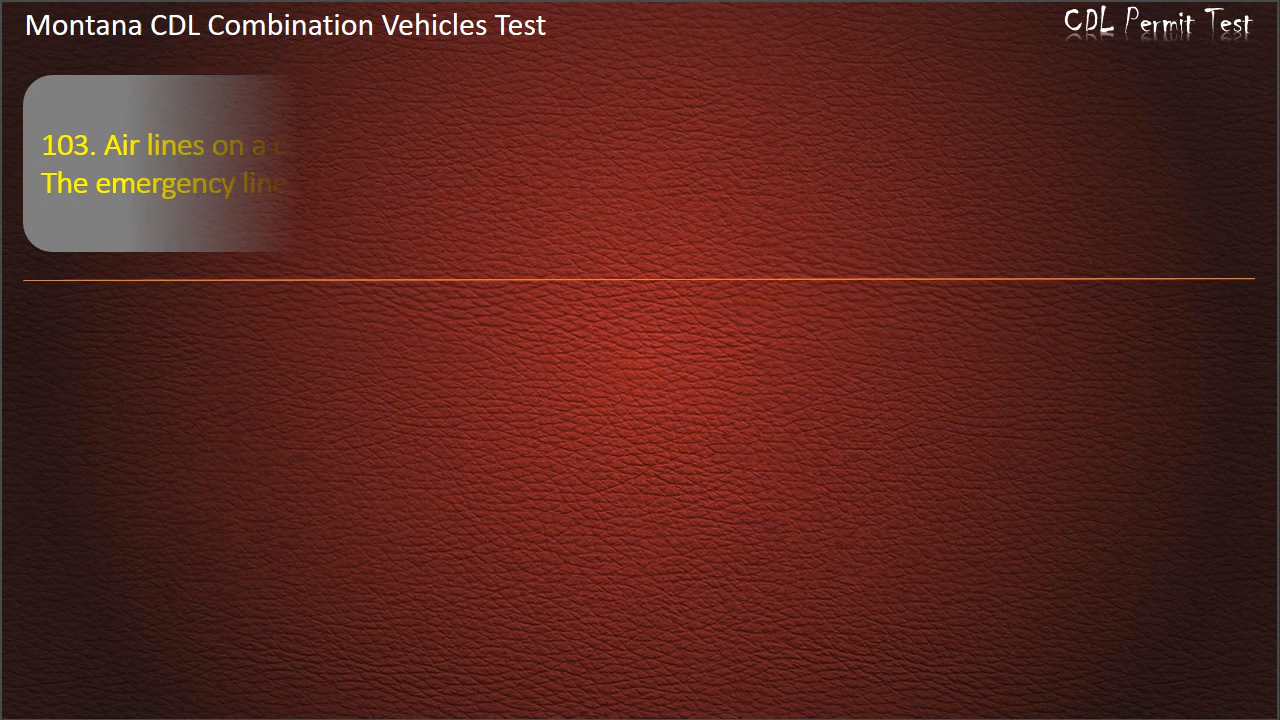 Montana CDL Combination Vehicles Test
CDL Permit Test
103. Air lines on a
The emergency line